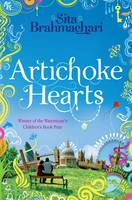 Sita
Brahmachari
Artichoke
Hearts
Winner of the Waterstone's
Children's Book Prize